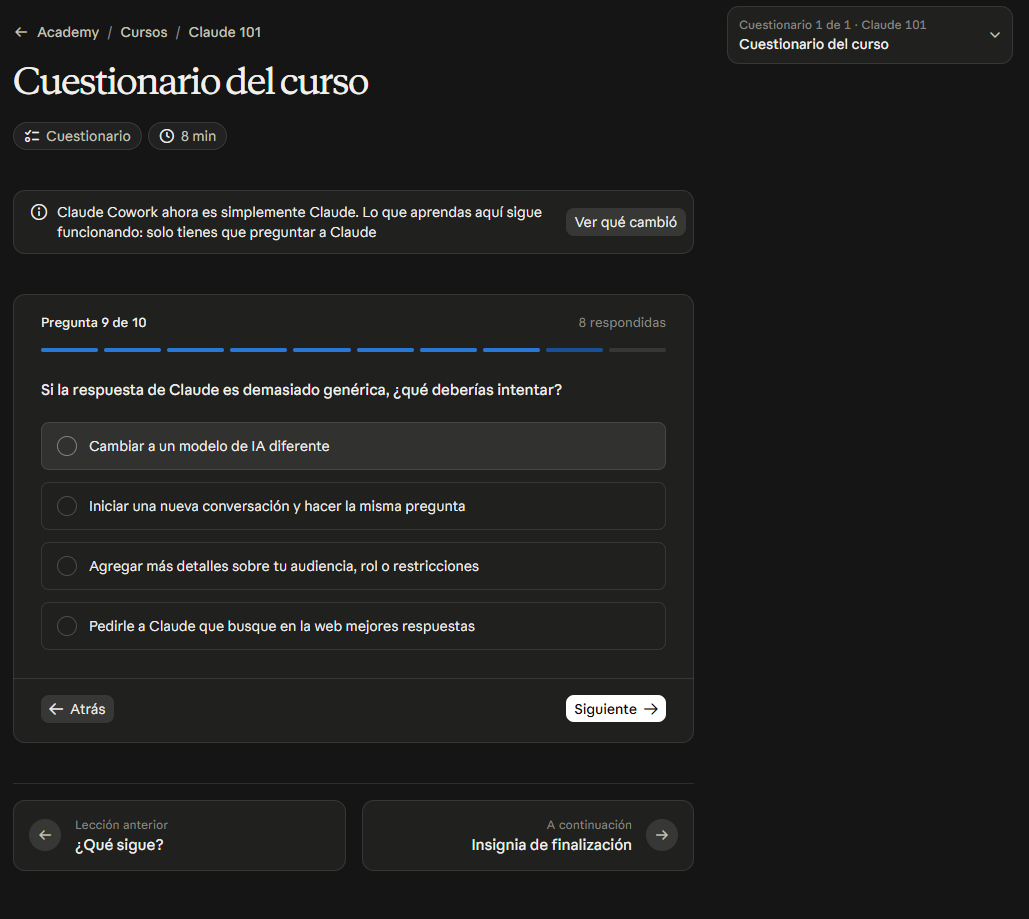 Academy / Cursos / Claude 101
Cuestionario 1 de 1 · Claude 101
Cuestionario del curso
Cuestionario del curso
Cuestionario
8 min
Claude Cowork ahora es simplemente Claude. Lo que aprendas aquí sigue
funcionando: solo tienes que preguntar a Claude
Ver qué cambió
Pregunta 9 de 10
8 respondidas
Si la respuesta de Claude es demasiado genérica, ¿qué deberías intentar?
Cambiar a un modelo de IA diferente
Iniciar una nueva conversación y hacer la misma pregunta
Agregar más detalles sobre tu audiencia, rol o restricciones
Pedirle a Claude que busque en la web mejores respuestas
Atrás
Siguiente
Lección anterior
¿Qué sigue?
A continuación
Insignia de finalización